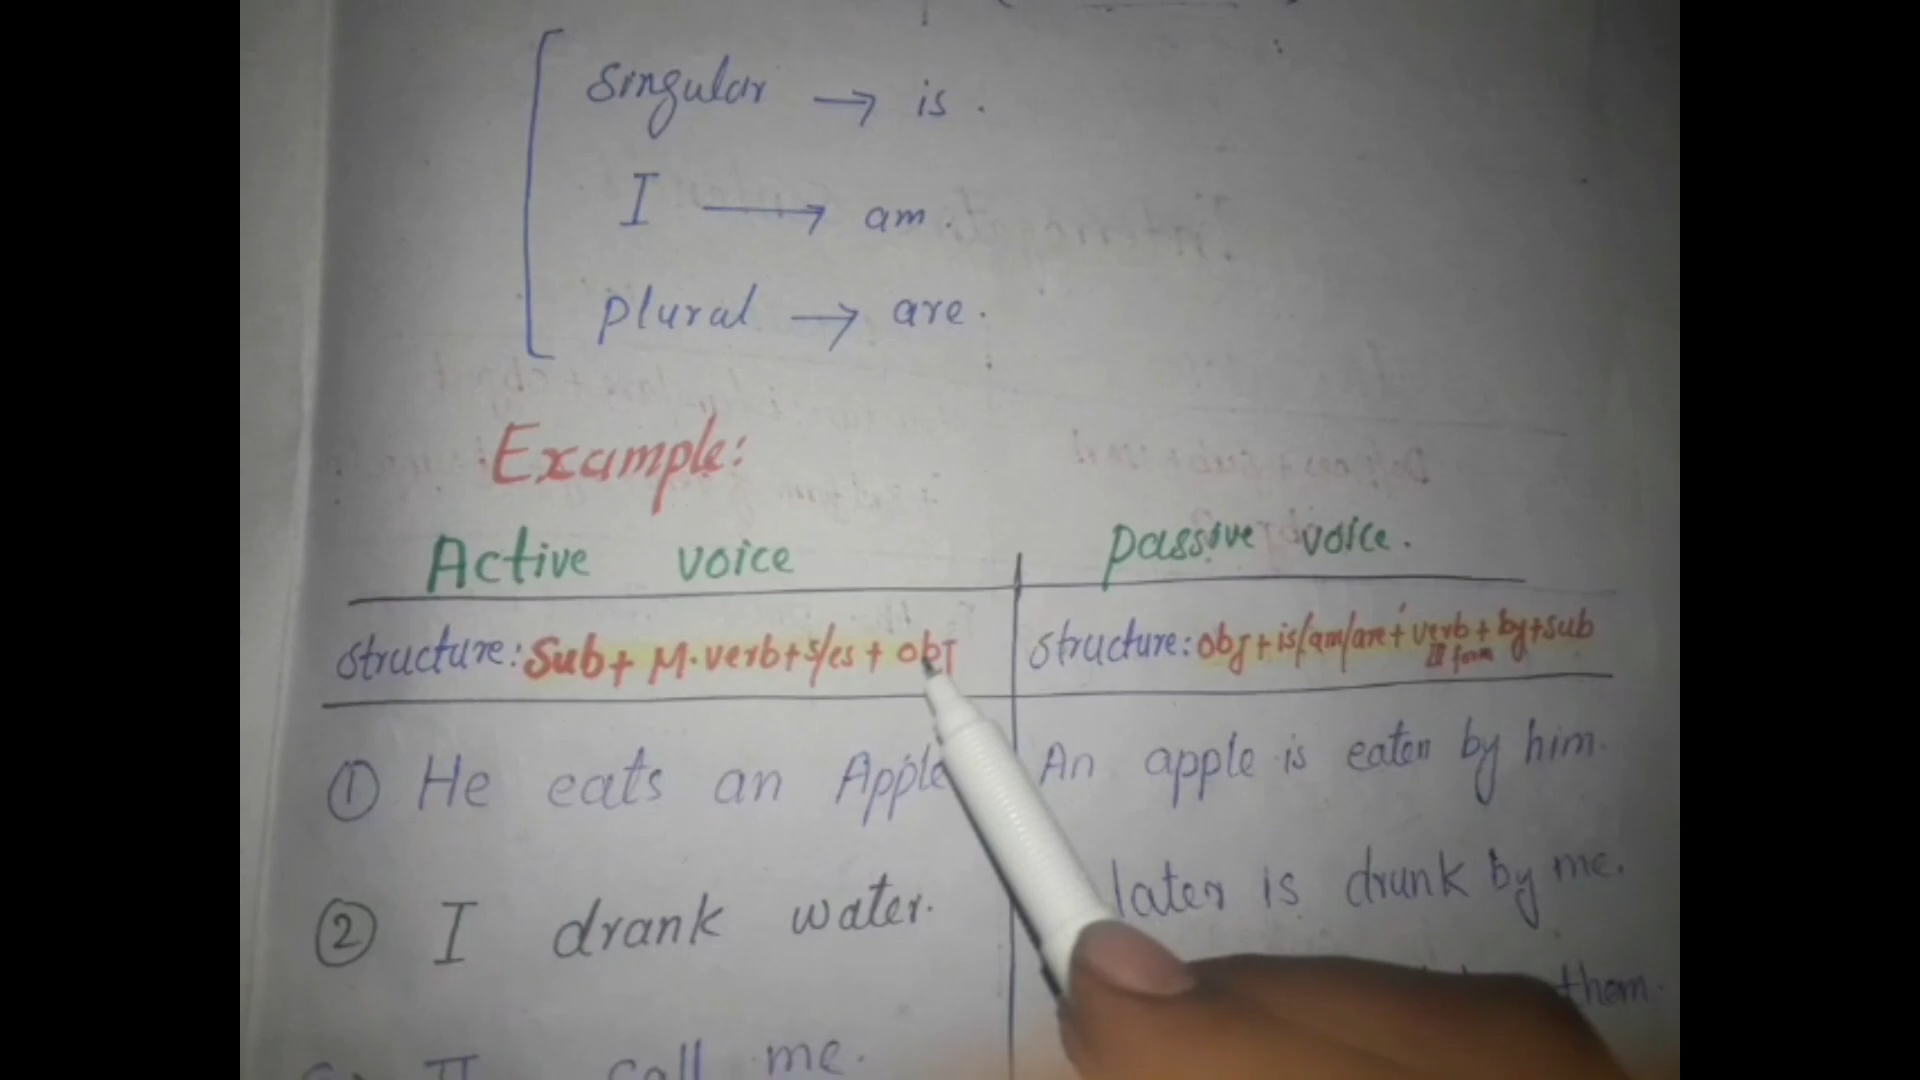 singular → is.
I → am.
plural → are.
Example:
Active voice
passive voice.
structure: Sub + M.verb+s/es + obJ
structure: obj + is/am/are + verb + by + sub
III form
① He eats an Apple
An apple is eaten by him.
② I drank water.
later is drunk by me.
them.
call me.